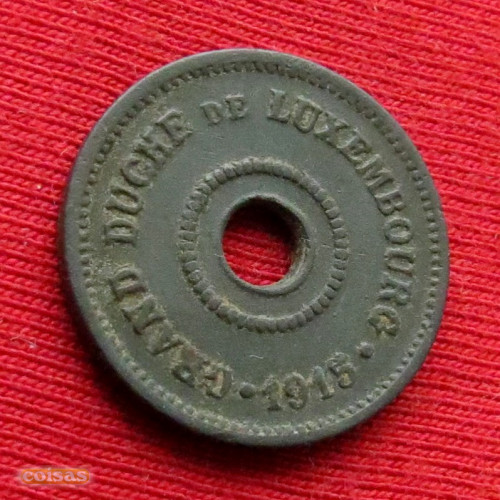 GRAND DUCHE DE LUXEMBOURG
• 1915 •
coisas